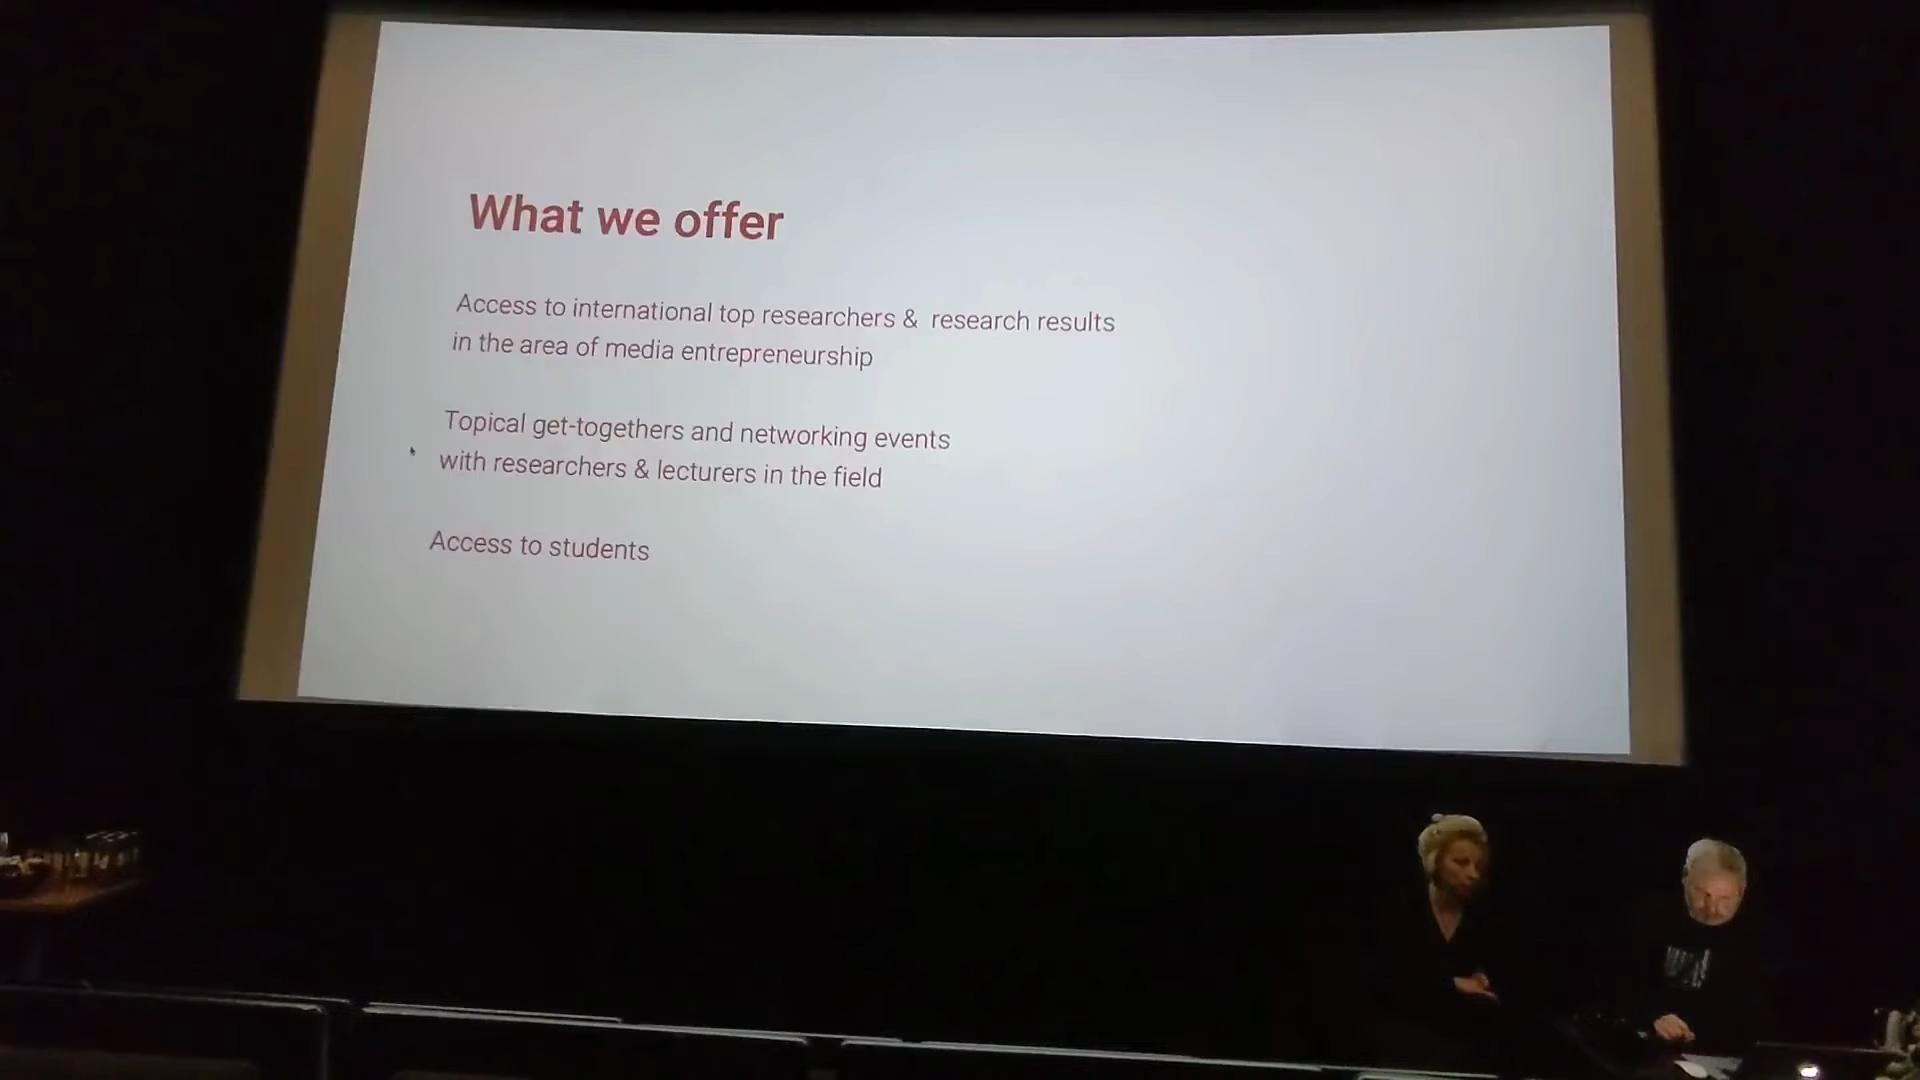 What we offer
Access to international top researchers & research results
in the area of media entrepreneurship
Topical get-togethers and networking events
with researchers & lecturers in the field
Access to students